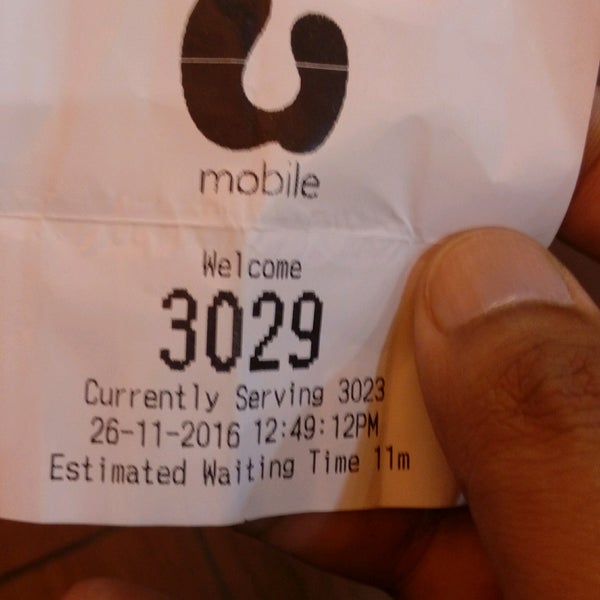 U
mobile
Welcome
3029
Currently Serving 3023
26-11-2016 12:49:12PM
Estimated Waiting Time 11m